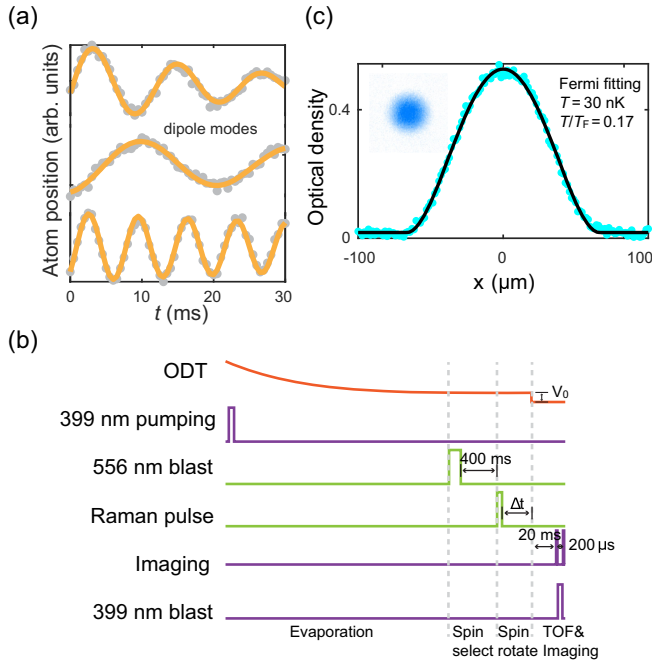 (a)
Atom position (arb. units)
dipole modes
0 10 20 30
t (ms)
(c)
Optical density
0.4
0
Fermi fitting
T = 30 nK
T/TF = 0.17
-100 0 100
x (μm)
(b)
ODT
V0
399 nm pumping
556 nm blast
400 ms
Raman pulse
Δt
20 ms
200 μs
Imaging
399 nm blast
Evaporation
Spin select
Spin rotate
TOF& Imaging